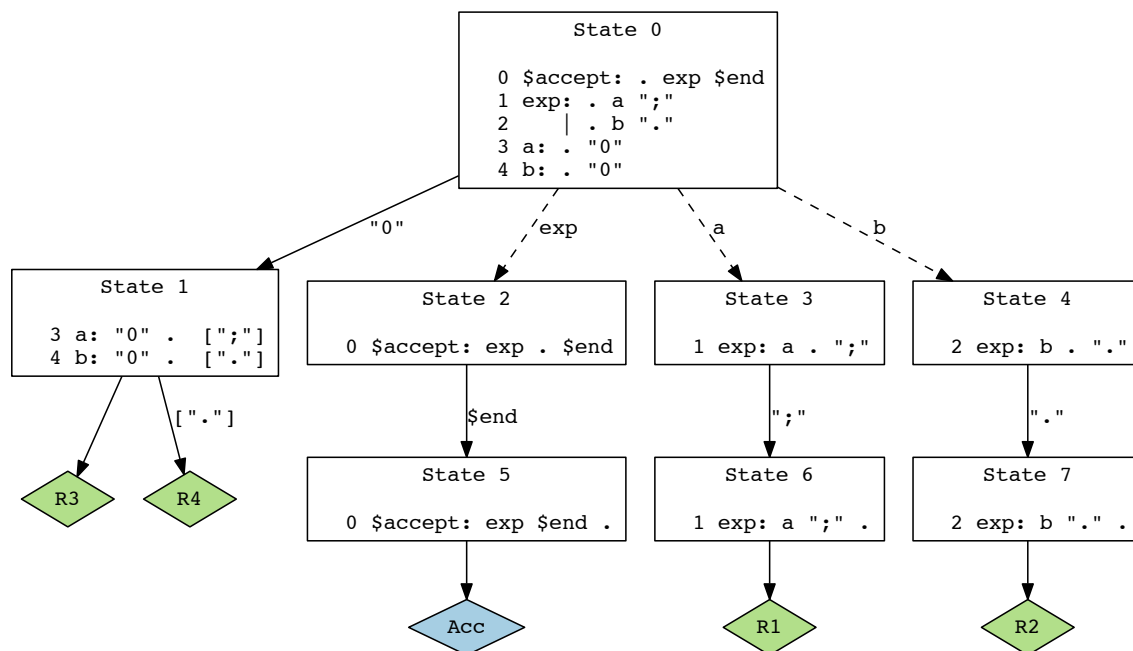 State 0
0 $accept: . exp $end
1 exp: . a ";"
2    | . b "."
3 a: . "0"
4 b: . "0"
"0"
exp
a
b
State 1
3 a: "0" .  [";"]
4 b: "0" .  ["."]
State 2
0 $accept: exp . $end
State 3
1 exp: a . ";"
State 4
2 exp: b . "."
["."]
$end
";"
"."
R3
R4
State 5
0 $accept: exp $end .
State 6
1 exp: a ";" .
State 7
2 exp: b "." .
Acc
R1
R2